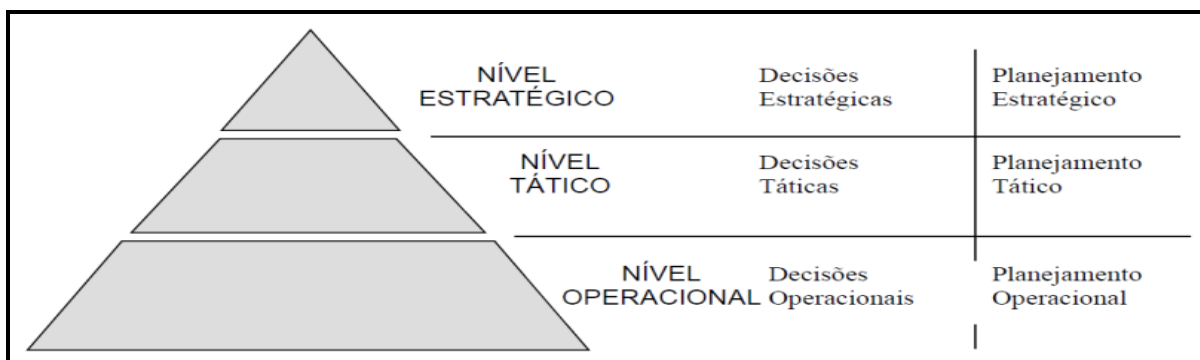 NÍVEL
ESTRATÉGICO
Decisões
Estratégicas
Planejamento
Estratégico
NÍVEL
TÁTICO
Decisões
Táticas
Planejamento
Tático
NÍVEL
OPERACIONAL
Decisões
Operacionais
Planejamento
Operacional